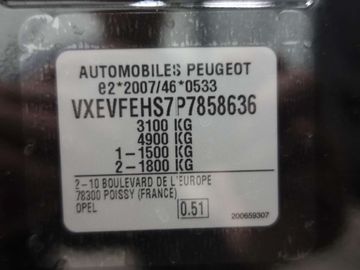 AUTOMOBILES PEUGEOT
e2*2007/46*0533
VXEVFEHS7P7858636
3100 KG
4900 KG
1-1500 KG
2-1800 KG
2-10 BOULEVARD DE L'EUROPE
78300 POISSY (FRANCE)
OPEL 0.51
200659307